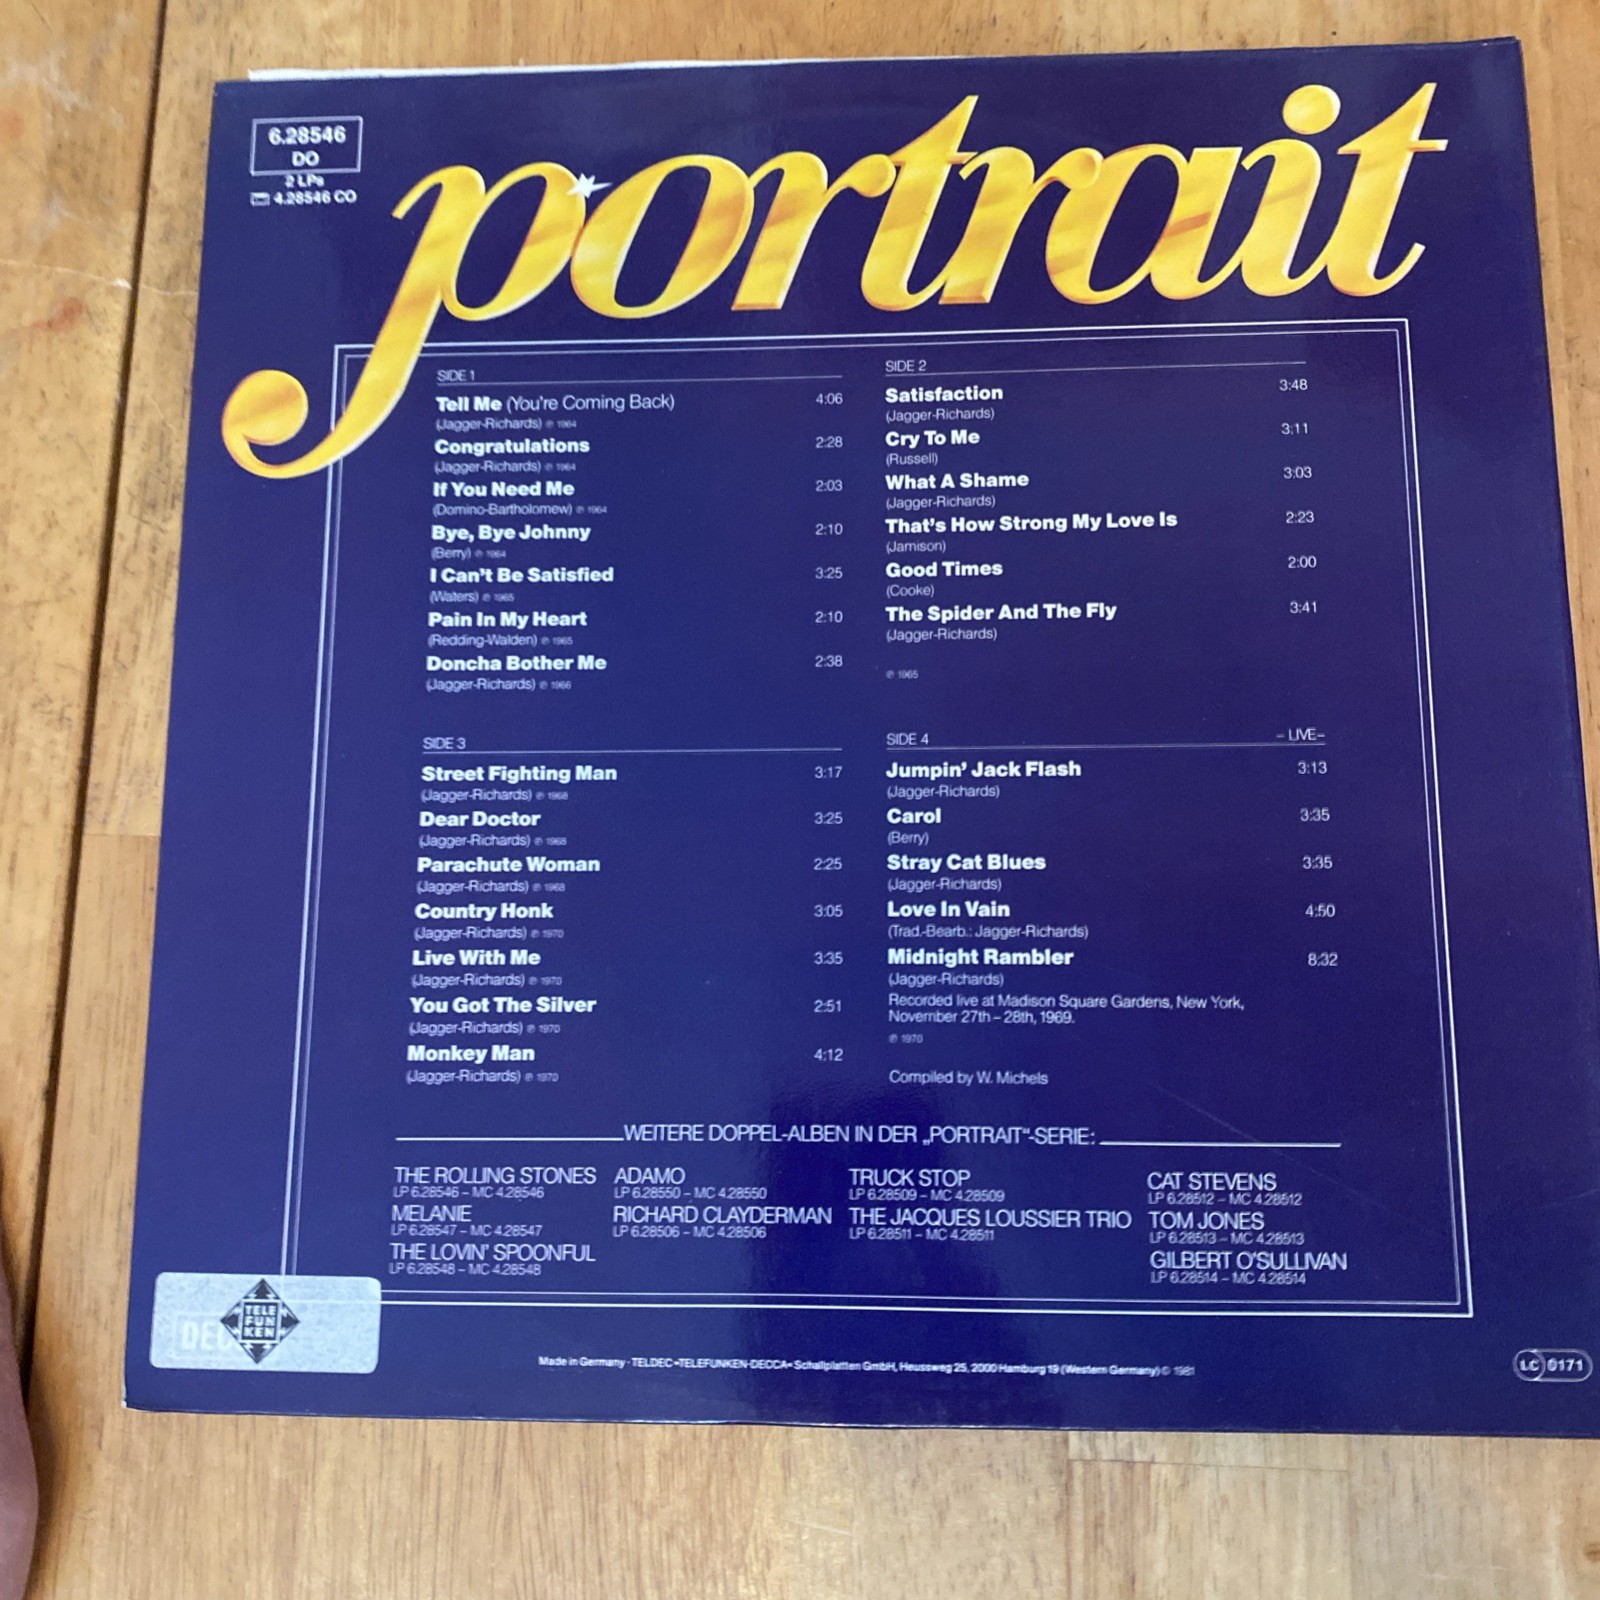 6.28546
DO
2 LPs
4.28546 CO
portrait
SIDE 1
Tell Me (You're Coming Back) 4:06
(Jagger-Richards) ℗ 1964
Congratulations 2:28
(Jagger-Richards) ℗ 1964
If You Need Me 2:03
(Domino-Bartholomew) ℗ 1964
Bye, Bye Johnny 2:10
(Berry) ℗ 1964
I Can't Be Satisfied 3:25
(Waters) ℗ 1965
Pain In My Heart 2:10
(Redding-Walden) ℗ 1965
Doncha Bother Me 2:38
(Jagger-Richards) ℗ 1966
SIDE 2
Satisfaction 3:48
(Jagger-Richards)
Cry To Me 3:11
(Russell)
What A Shame 3:03
(Jagger-Richards)
That's How Strong My Love Is 2:23
(Jamison)
Good Times 2:00
(Cooke)
The Spider And The Fly 3:41
(Jagger-Richards)
℗ 1965
SIDE 3
Street Fighting Man 3:17
(Jagger-Richards) ℗ 1968
Dear Doctor 3:25
(Jagger-Richards) ℗ 1968
Parachute Woman 2:25
(Jagger-Richards) ℗ 1968
Country Honk 3:05
(Jagger-Richards) ℗ 1970
Live With Me 3:35
(Jagger-Richards) ℗ 1970
You Got The Silver 2:51
(Jagger-Richards) ℗ 1970
Monkey Man 4:12
(Jagger-Richards) ℗ 1970
SIDE 4 – LIVE –
Jumpin' Jack Flash 3:13
(Jagger-Richards)
Carol 3:35
(Berry)
Stray Cat Blues 3:35
(Jagger-Richards)
Love In Vain 4:50
(Trad.-Bearb.: Jagger-Richards)
Midnight Rambler 8:32
(Jagger-Richards)
Recorded live at Madison Square Gardens, New York,
November 27th – 28th, 1969.
℗ 1970
Compiled by W. Michels
WEITERE DOPPEL-ALBEN IN DER „PORTRAIT“-SERIE:
THE ROLLING STONES
LP 6.28546 – MC 4.28546
MELANIE
LP 6.28547 – MC 4.28547
THE LOVIN' SPOONFUL
LP 6.28548 – MC 4.28548
ADAMO
LP 6.28550 – MC 4.28550
RICHARD CLAYDERMAN
LP 6.28506 – MC 4.28506
TRUCK STOP
LP 6.28509 – MC 4.28509
THE JACQUES LOUSSIER TRIO
LP 6.28511 – MC 4.28511
CAT STEVENS
LP 6.28512 – MC 4.28512
TOM JONES
LP 6.28513 – MC 4.28513
GILBERT O'SULLIVAN
LP 6.28514 – MC 4.28514
TELE
FUN
KEN
Made in Germany · TELDEC »TELEFUNKEN-DECCA« Schallplatten GmbH, Heussweg 25, 2000 Hamburg 19 (Western Germany) © 1981
LC 0171